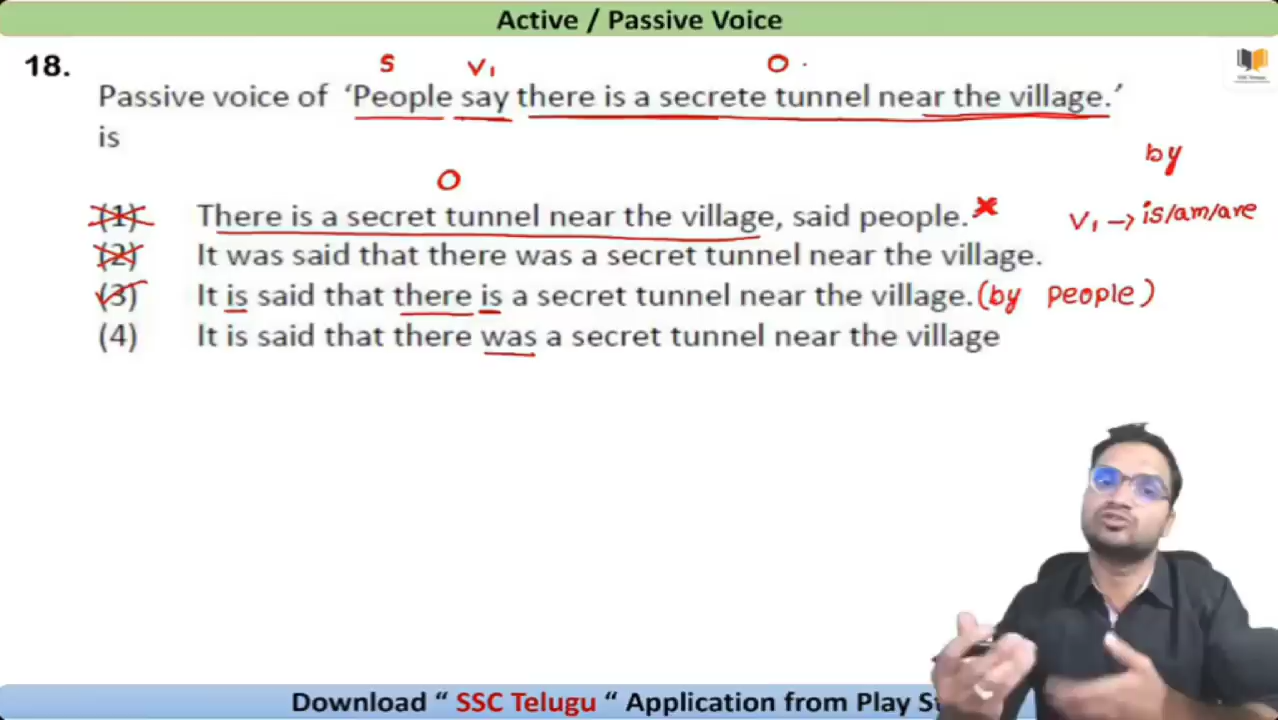 Active / Passive Voice
18.
S V₁ O
Passive voice of ‘People say there is a secrete tunnel near the village.’
is
by
O
(1) There is a secret tunnel near the village, said people.
V₁ → is/am/are
(2) It was said that there was a secret tunnel near the village.
(3) It is said that there is a secret tunnel near the village. (by people)
(4) It is said that there was a secret tunnel near the village
Download “ SSC Telugu “ Application from Play St